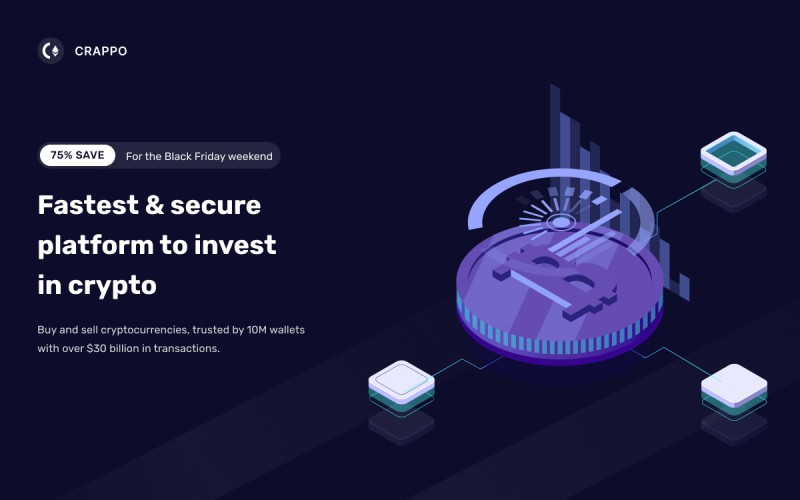 CRAPPO
75% SAVE For the Black Friday weekend
Fastest & secure
platform to invest
in crypto
Buy and sell cryptocurrencies, trusted by 10M wallets
with over $30 billion in transactions.